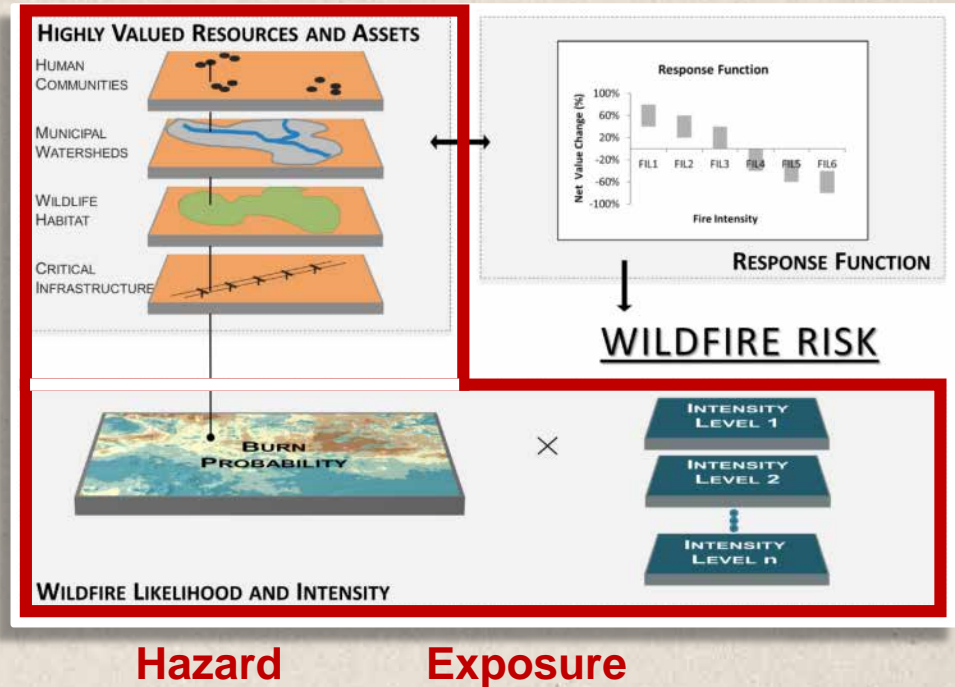 HIGHLY VALUED RESOURCES AND ASSETS
HUMAN
COMMUNITIES
MUNICIPAL
WATERSHEDS
WILDLIFE
HABITAT
CRITICAL
INFRASTRUCTURE
Response Function
Net Value Change (%)
100%
60%
20%
-20%
-60%
-100%
FIL1 FIL2 FIL3 FIL4 FIL5 FIL6
Fire Intensity
RESPONSE FUNCTION
WILDFIRE RISK
BURN
PROBABILITY
×
INTENSITY
LEVEL 1
INTENSITY
LEVEL 2
INTENSITY
LEVEL n
WILDFIRE LIKELIHOOD AND INTENSITY
Hazard Exposure